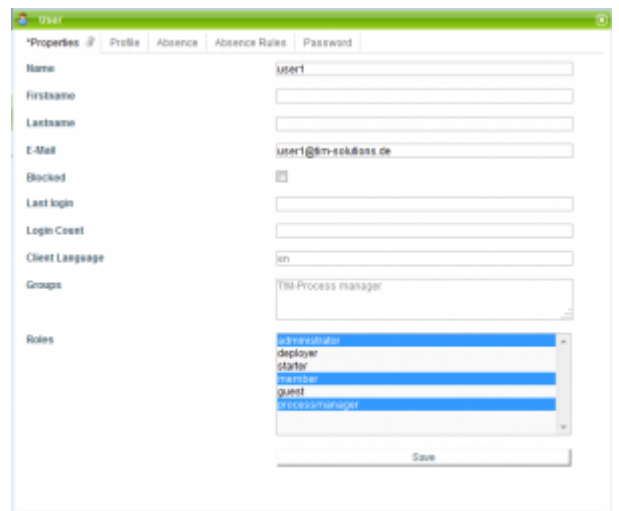 User
*Properties Profile Absence Absence Rules Password
Name user1
Firstname
Lastname
E-Mail user1@tim-solutions.de
Blocked
Last login
Login Count
Client Language en
Groups TIM-Process manager
Roles administrator
deployer
starter
member
guest
processmanager
Save